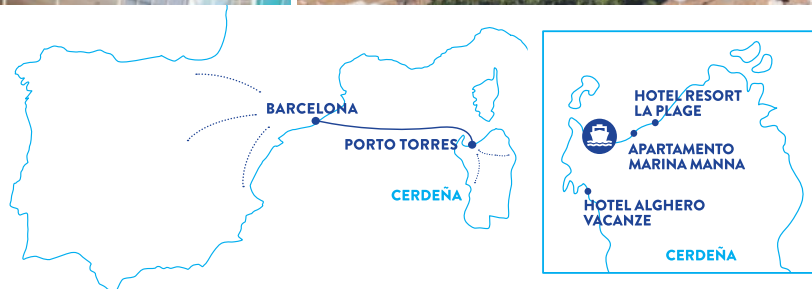 BARCELONA
PORTO TORRES
CERDEÑA
HOTEL RESORT
LA PLAGE
APARTAMENTO
MARINA MANNA
HOTEL ALGHERO
VACANZE
CERDEÑA